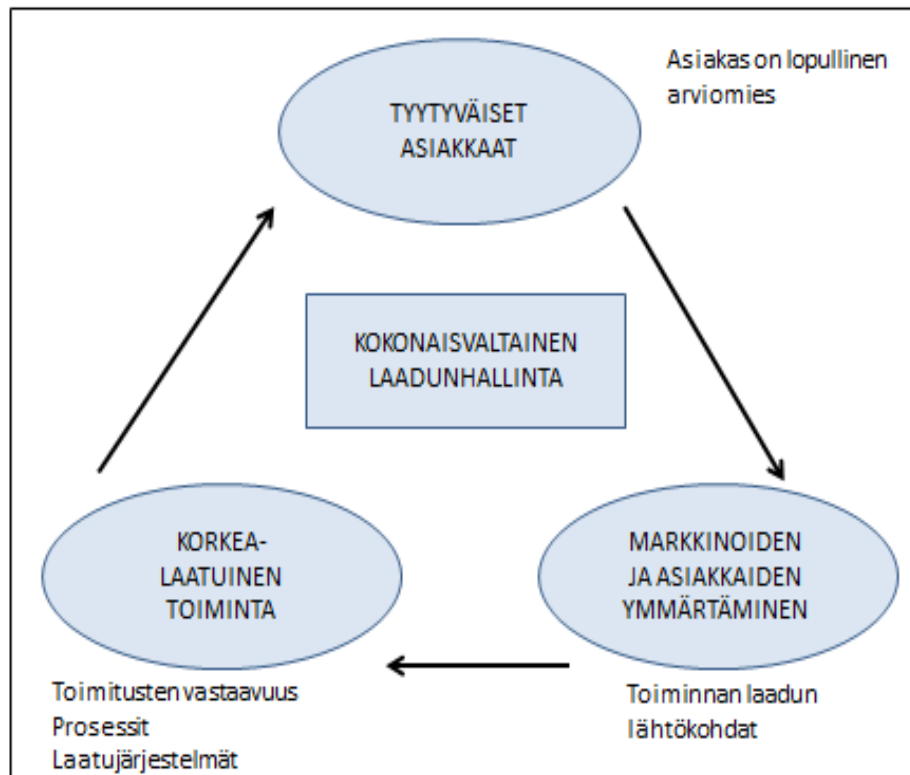 TYYTYVÄISET
ASIAKKAAT
Asiakas on lopullinen
arviomies
KOKONAISVALTAINEN
LAADUNHALLINTA
KORKEA-
LAATUINEN
TOIMINTA
MARKKINOIDEN
JA ASIAKKAIDEN
YMMÄRTÄMINEN
Toimitusten vastaavuus
Prosessit
Laatujärjestelmät
Toiminnan laadun
lähtökohdat